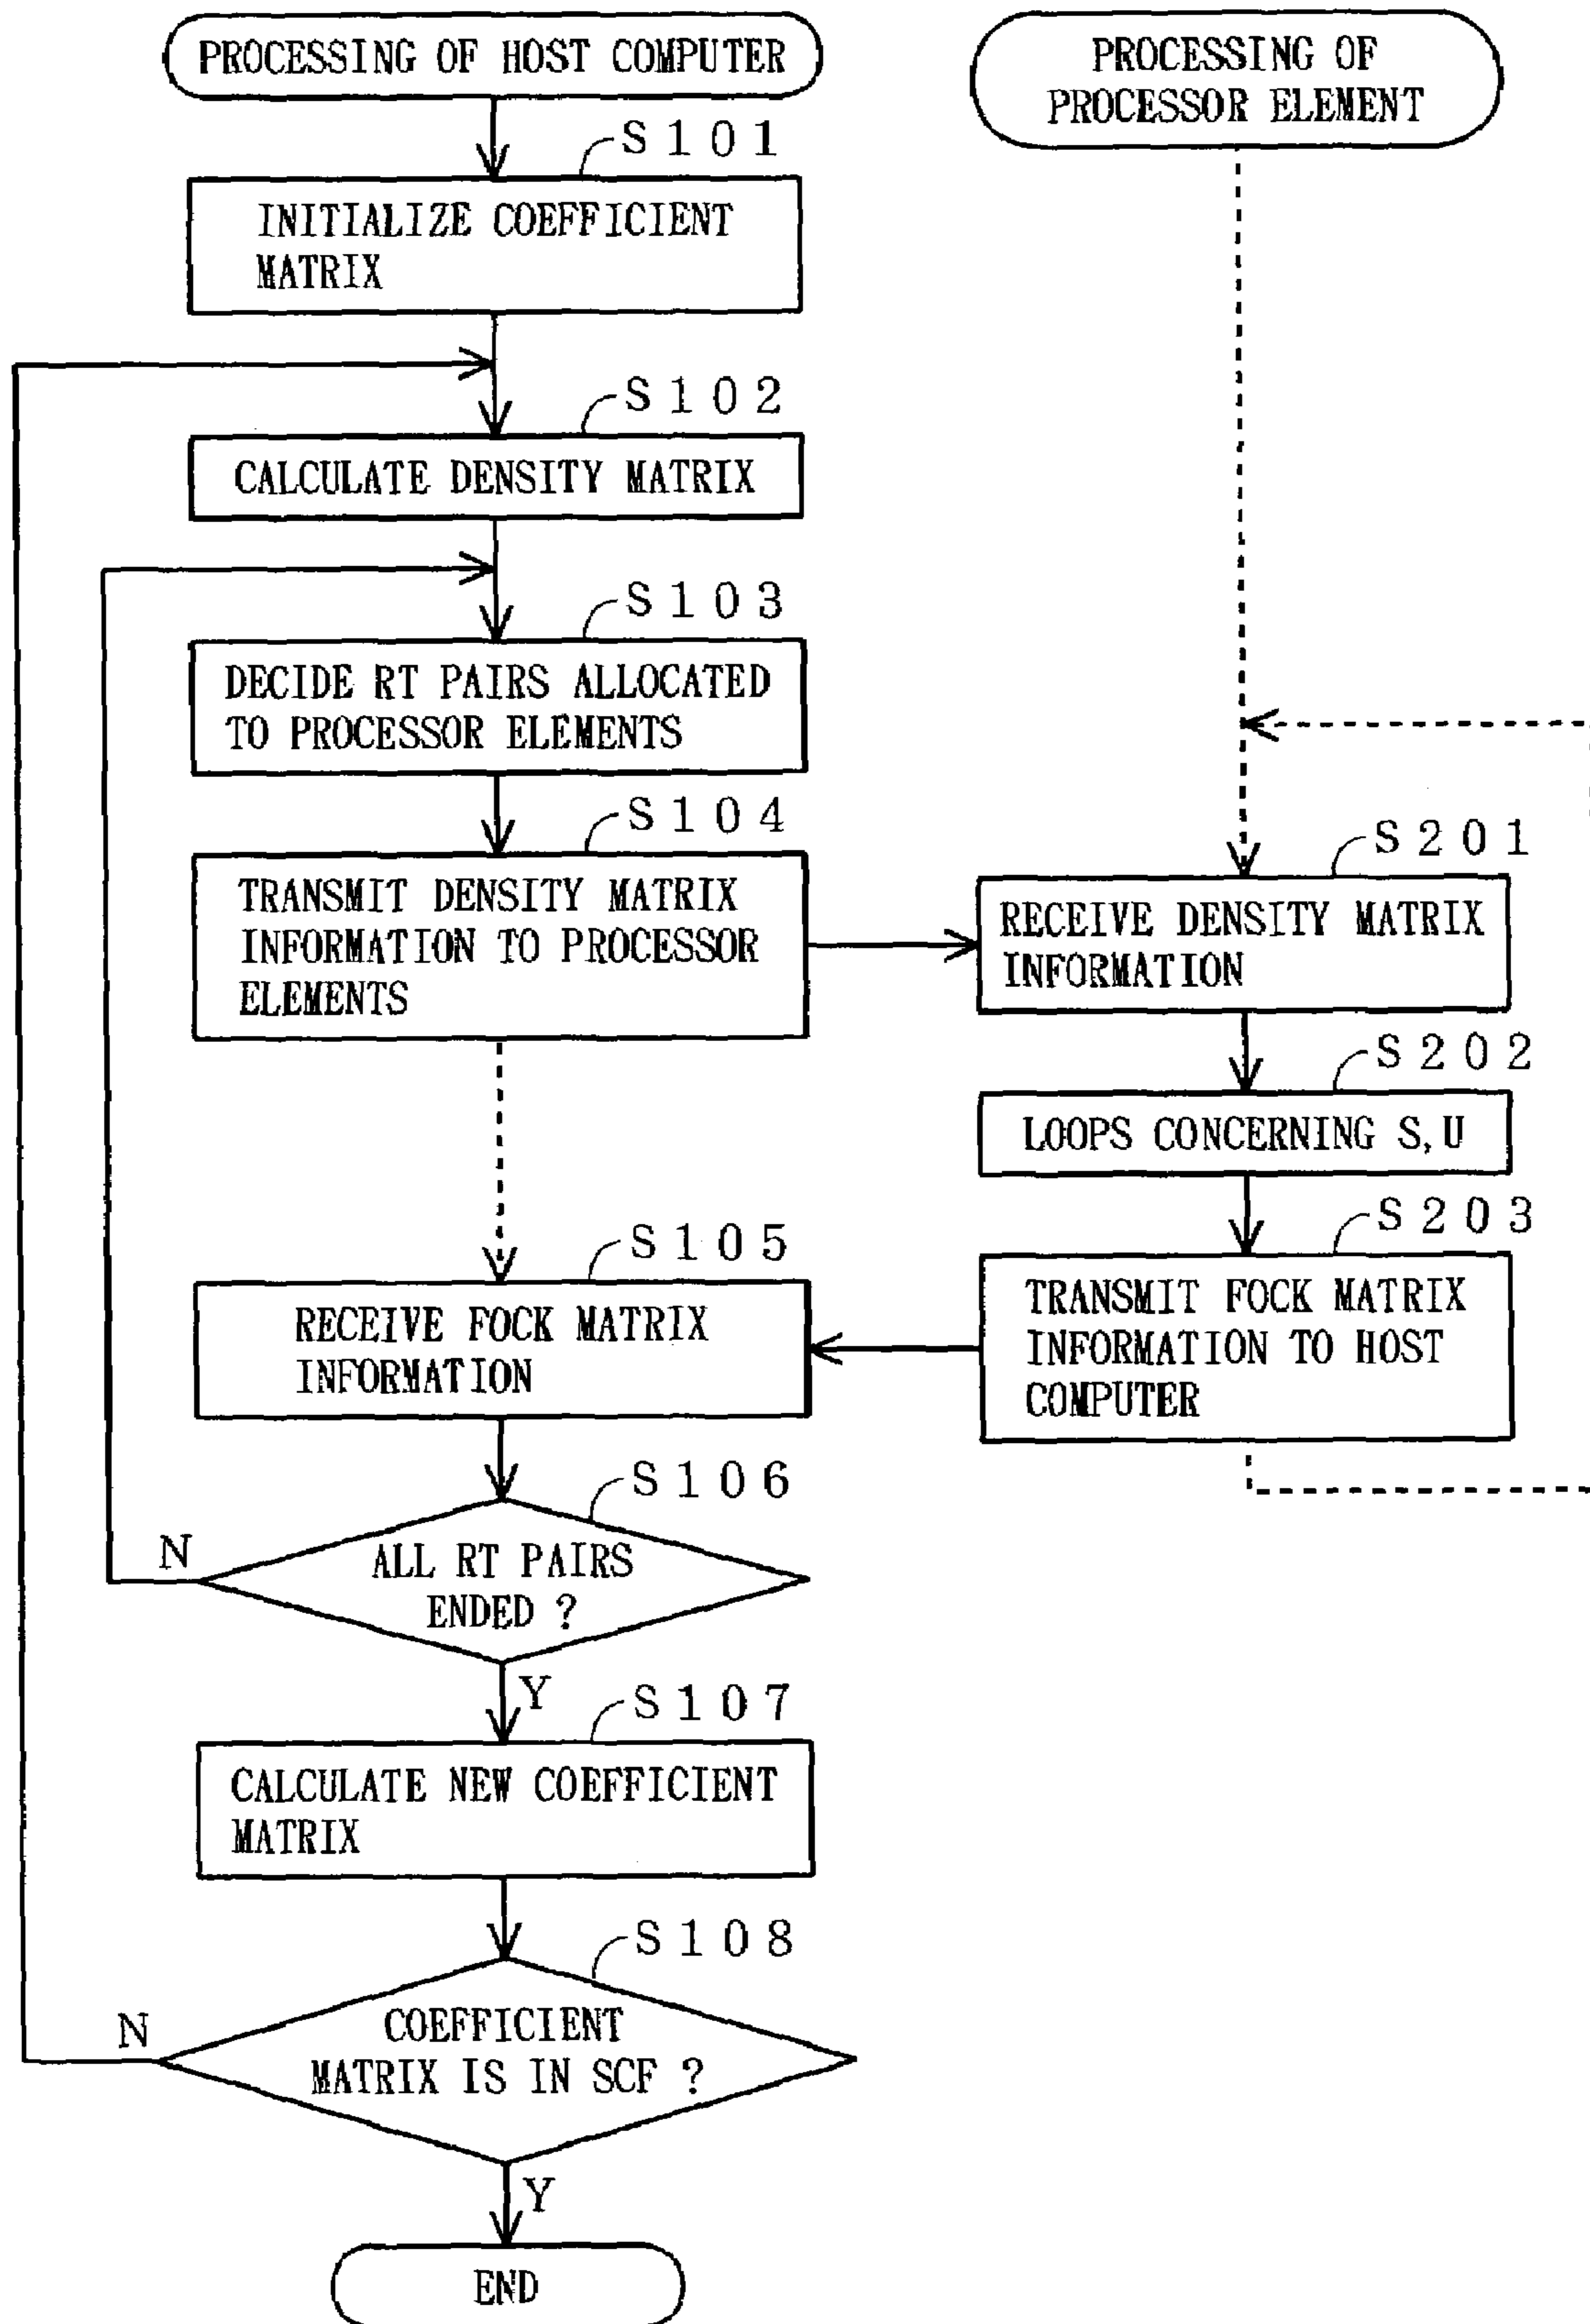 PROCESSING OF HOST COMPUTER
S101
INITIALIZE COEFFICIENT
MATRIX
S102
CALCULATE DENSITY MATRIX
S103
DECIDE RT PAIRS ALLOCATED
TO PROCESSOR ELEMENTS
S104
TRANSMIT DENSITY MATRIX
INFORMATION TO PROCESSOR
ELEMENTS
S105
RECEIVE FOCK MATRIX
INFORMATION
S106
ALL RT PAIRS
ENDED ?
N
Y
S107
CALCULATE NEW COEFFICIENT
MATRIX
S108
COEFFICIENT
MATRIX IS IN SCF ?
N
Y
END
PROCESSING OF
PROCESSOR ELEMENT
S201
RECEIVE DENSITY MATRIX
INFORMATION
S202
LOOPS CONCERNING S,U
S203
TRANSMIT FOCK MATRIX
INFORMATION TO HOST
COMPUTER